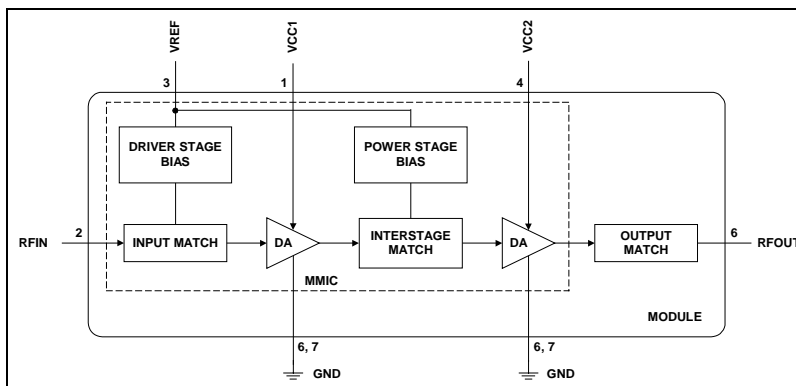 VREF
VCC1
VCC2
3
1
4
DRIVER STAGE
BIAS
POWER STAGE
BIAS
RFIN
2
INPUT MATCH
DA
INTERSTAGE
MATCH
DA
OUTPUT
MATCH
6
RFOUT
MMIC
MODULE
6, 7
6, 7
GND
GND